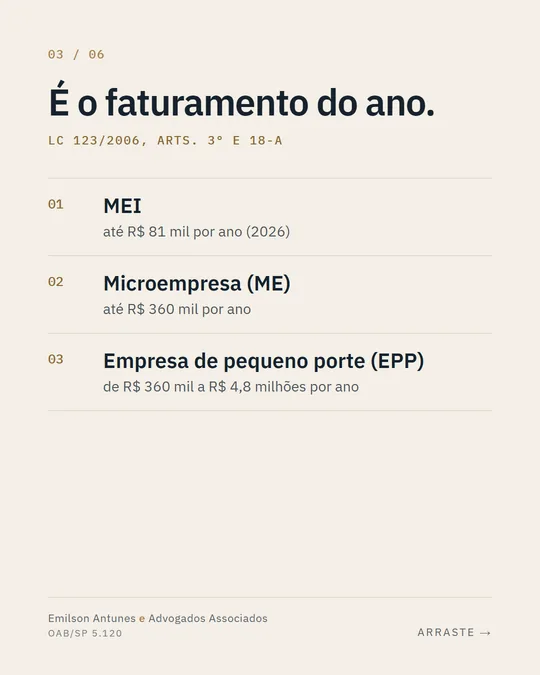 03 / 06
É o faturamento do ano.
LC 123/2006, ARTS. 3º E 18-A
01
MEI
até R$ 81 mil por ano (2026)
02
Microempresa (ME)
até R$ 360 mil por ano
03
Empresa de pequeno porte (EPP)
de R$ 360 mil a R$ 4,8 milhões por ano
Emilson Antunes e Advogados Associados
OAB/SP 5.120
ARRASTE →